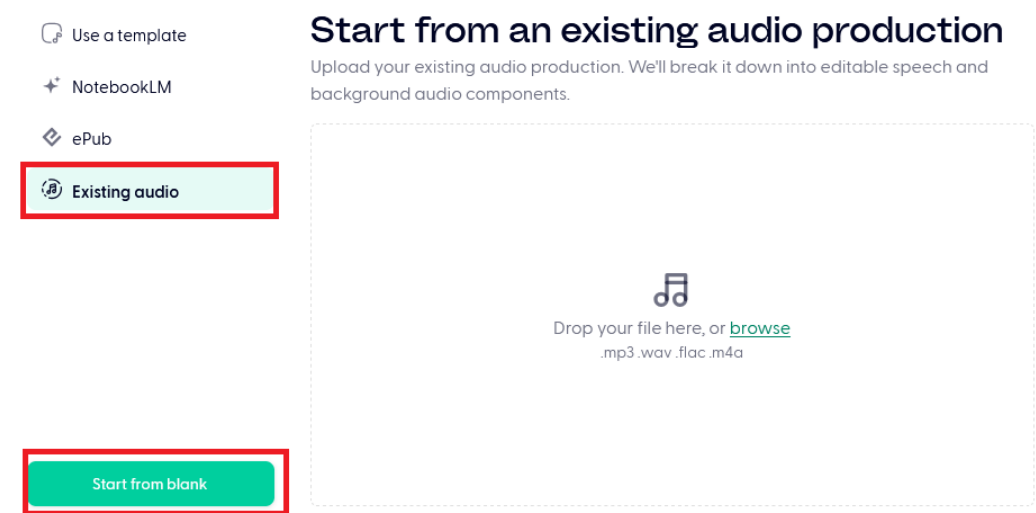 Use a template
NotebookLM
ePub
Existing audio
Start from blank
Start from an existing audio production
Upload your existing audio production. We'll break it down into editable speech and
background audio components.
Drop your file here, or browse
.mp3 .wav .flac .m4a